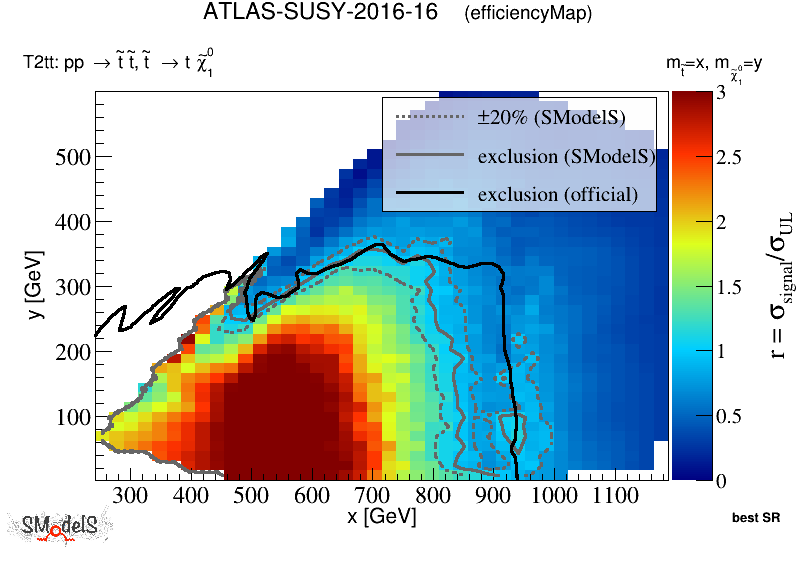 ATLAS-SUSY-2016-16 (efficiencyMap)
T2tt: pp → t̃ t̃, t̃ → t χ̃⁰₁
m_t̃=x, m_χ̃⁰₁=y
±20% (SModelS)
exclusion (SModelS)
exclusion (official)
500
400
300
200
100
y [GeV]
300 400 500 600 700 800 900 1000 1100
x [GeV]
3
2.5
2
1.5
1
0.5
0
r = σ_signal/σ_UL
SModelS
best SR